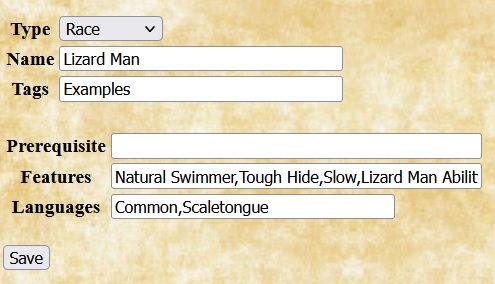 Type Race
Name Lizard Man
Tags Examples
Prerequisite
Features Natural Swimmer,Tough Hide,Slow,Lizard Man Abilit
Languages Common,Scaletongue
Save